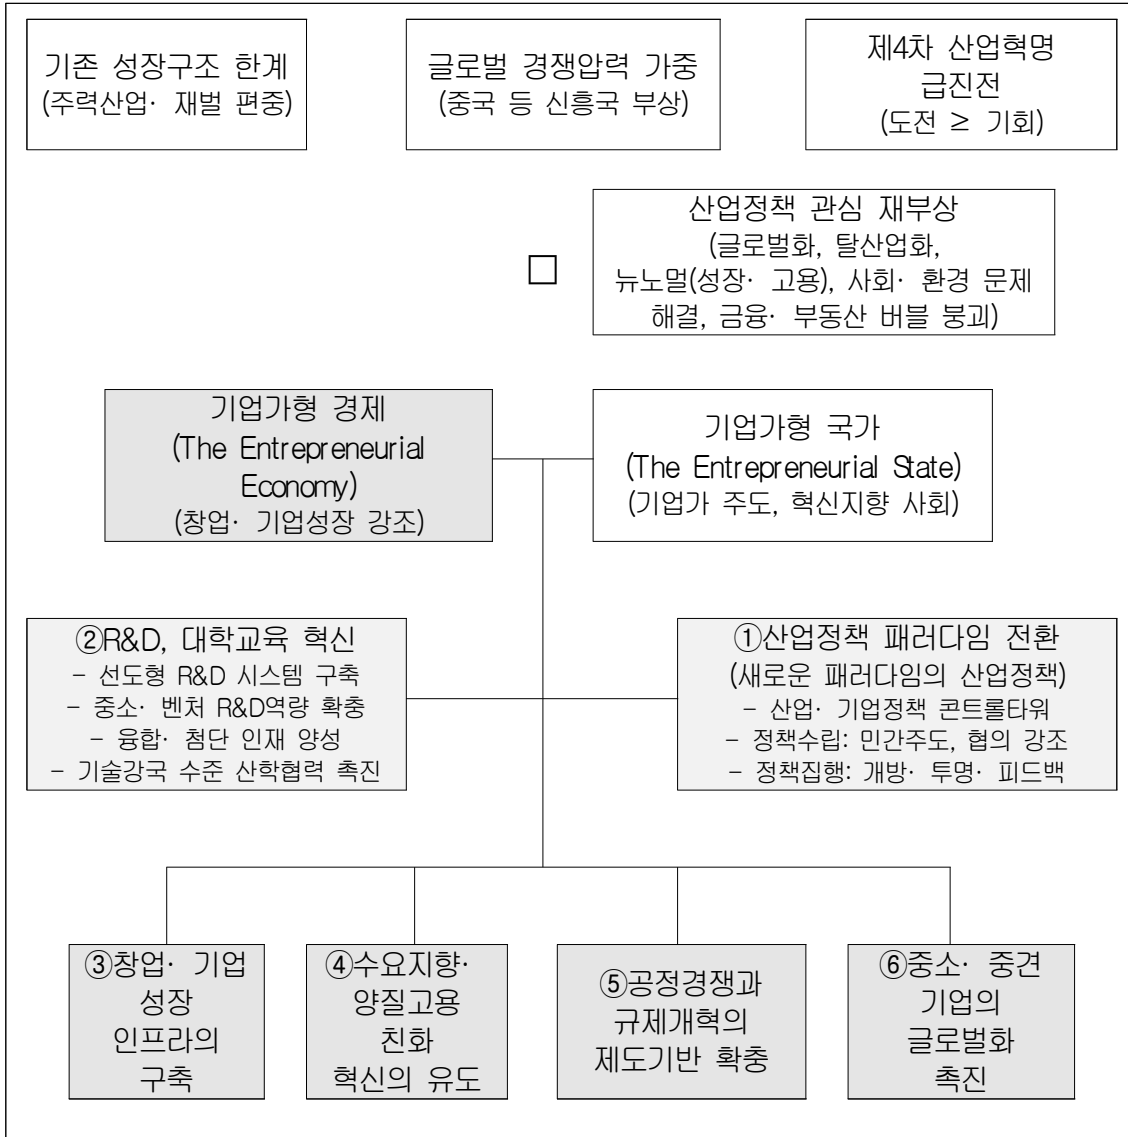 기존 성장구조 한계
(주력산업· 재벌 편중)
글로벌 경쟁압력 가중
(중국 등 신흥국 부상)
제4차 산업혁명
급진전
(도전 ≥ 기회)
산업정책 관심 재부상
(글로벌화, 탈산업화,
뉴노멀(성장· 고용), 사회· 환경 문제
해결, 금융· 부동산 버블 붕괴)
기업가형 경제
(The Entrepreneurial
Economy)
(창업· 기업성장 강조)
기업가형 국가
(The Entrepreneurial State)
(기업가 주도, 혁신지향 사회)
②R&D, 대학교육 혁신
- 선도형 R&D 시스템 구축
- 중소· 벤처 R&D역량 확충
- 융합· 첨단 인재 양성
- 기술강국 수준 산학협력 촉진
①산업정책 패러다임 전환
(새로운 패러다임의 산업정책)
- 산업· 기업정책 콘트롤타워
- 정책수립: 민간주도, 협의 강조
- 정책집행: 개방· 투명· 피드백
③창업· 기업
성장
인프라의
구축
④수요지향·
양질고용
친화
혁신의 유도
⑤공정경쟁과
규제개혁의
제도기반 확충
⑥중소· 중견
기업의
글로벌화
촉진